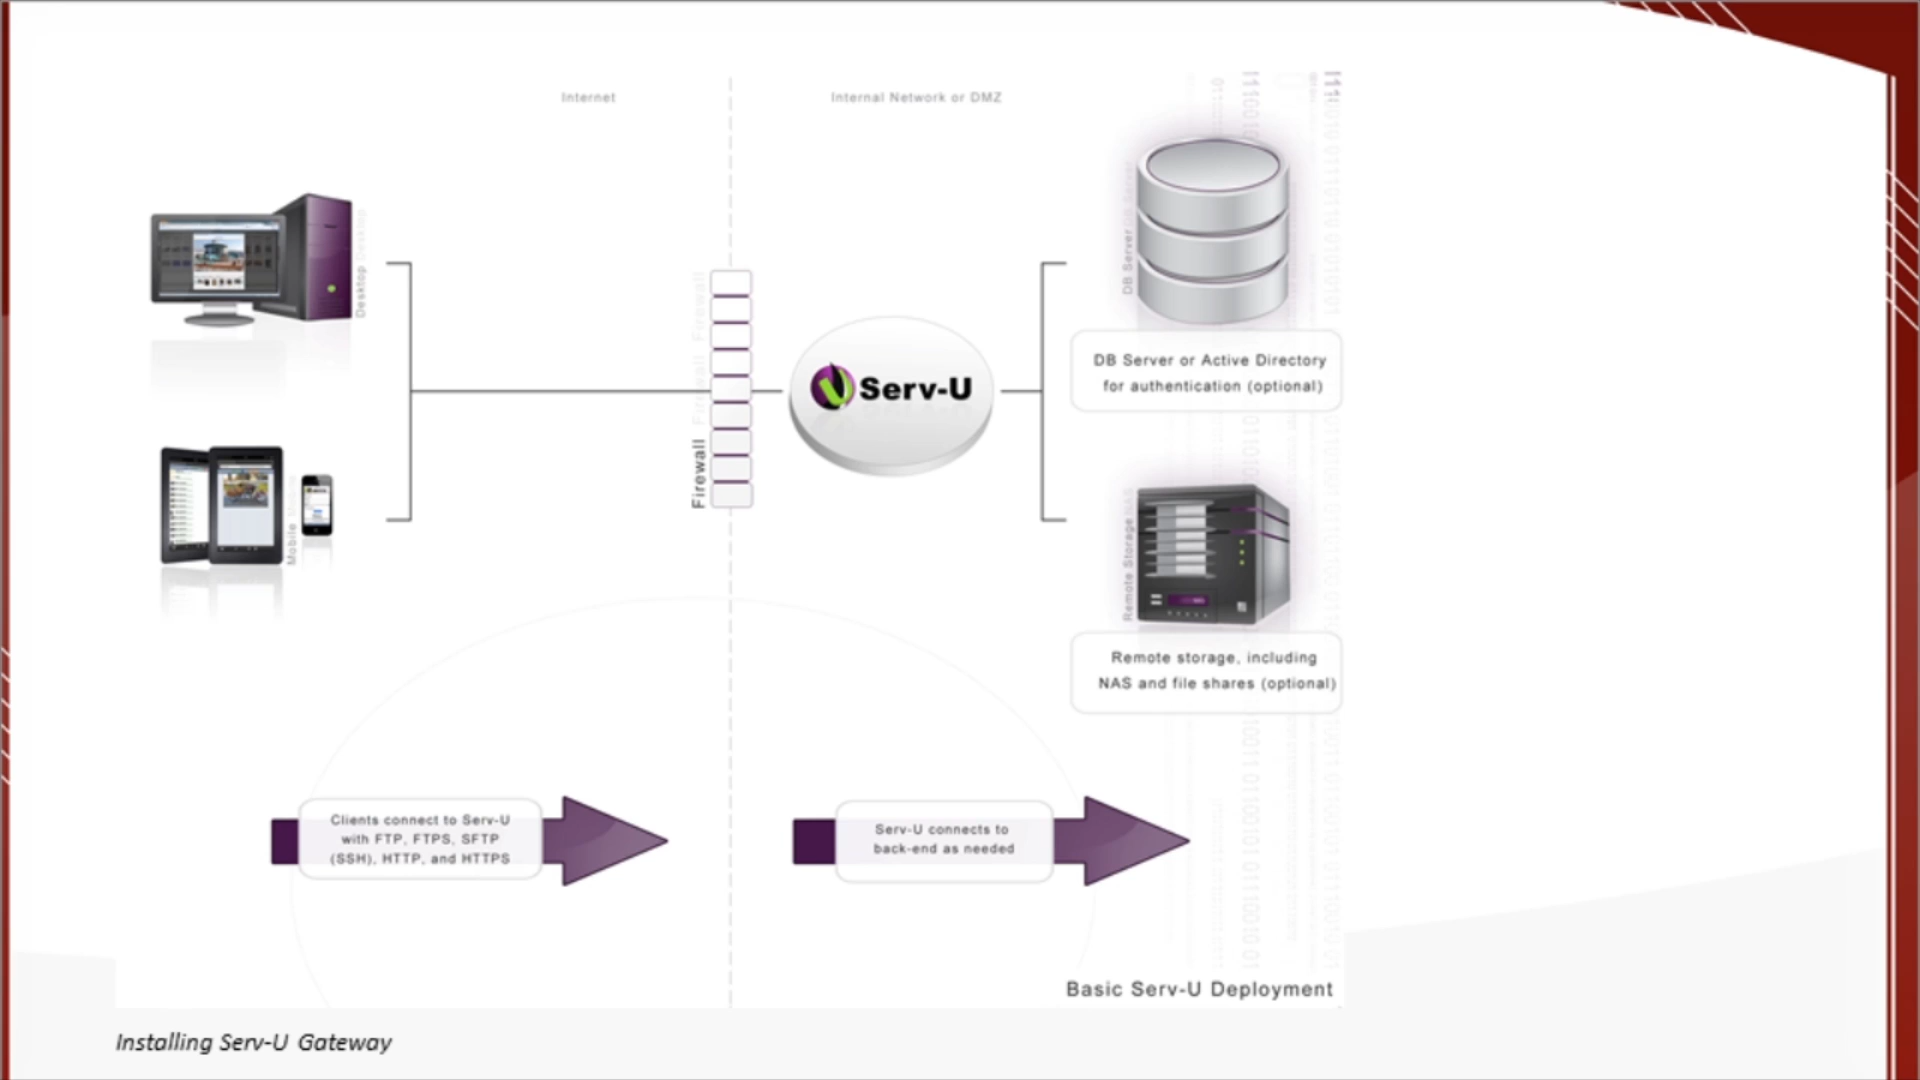 Internet
Internal Network or DMZ
Desktop
DB Server
Firewall
Serv-U
DB Server or Active Directory
for authentication (optional)
Mobile
Remote Storage
Remote storage, including
NAS and file shares (optional)
Clients connect to Serv-U
with FTP, FTPS, SFTP
(SSH), HTTP, and HTTPS
Serv-U connects to
back-end as needed
Basic Serv-U Deployment
Installing Serv-U Gateway